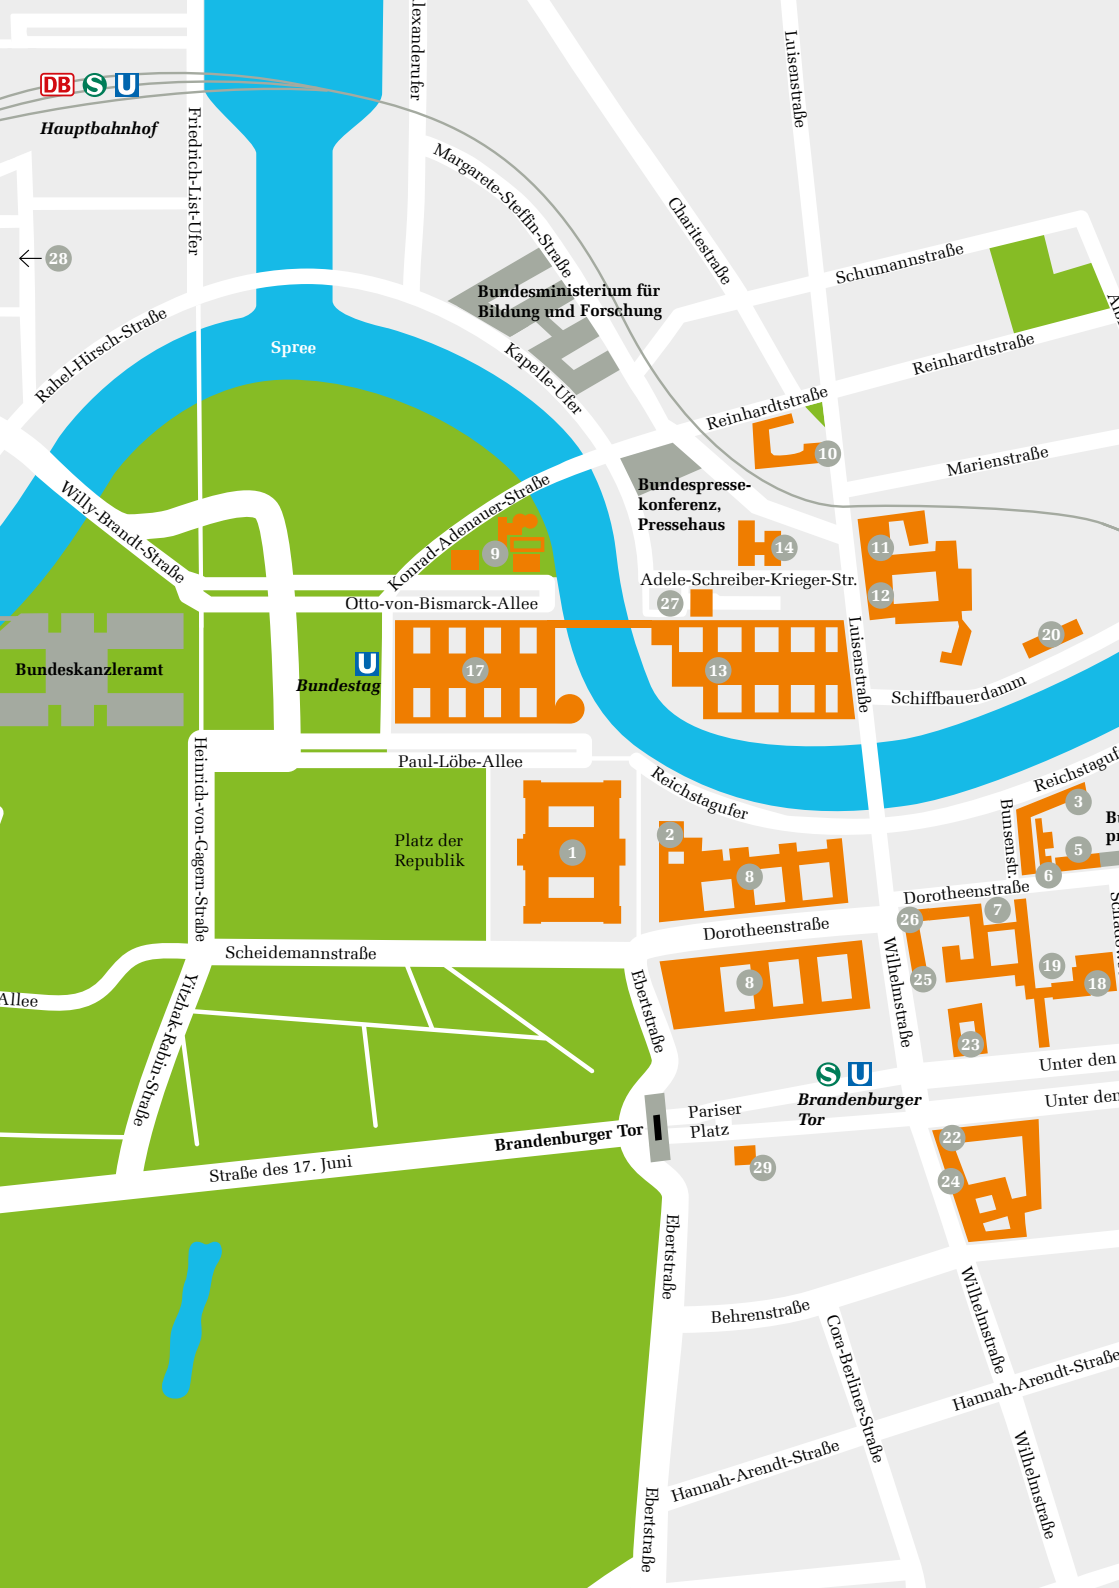 lexanderufer
Luisenstraße
DB
S
U
Hauptbahnhof
Friedrich-List-Ufer
Margarete-Steffin-Straße
Charitestraße
Schumannstraße
28
Bundesministerium für
Bildung und Forschung
Rahel-Hirsch-Straße
Spree
Kapelle-Ufer
Reinhardtstraße
Reinhardtstraße
10
Marienstraße
Willy-Brandt-Straße
Konrad-Adenauer-Straße
Bundespresse-
konferenz,
Pressehaus
9
14
11
Adele-Schreiber-Krieger-Str.
12
Otto-von-Bismarck-Allee
27
20
Bundeskanzleramt
U
Bundestag
17
13
Luisenstraße
Schiffbauerdamm
Heinrich-von-Gagern-Straße
Paul-Löbe-Allee
Reichstagufer
Reichstaguf
Bunsenstr.
3
Platz der
Republik
1
2
8
5
6
Bu
pr
Dorotheenstraße
Dorotheenstraße
7
26
Schadows
Scheidemannstraße
Wilhelmstraße
Allee
Yitzhak-Rabin-Straße
Ebertstraße
8
25
19
18
23
S
U
Brandenburger
Tor
Unter den
Unter den
Pariser
Platz
Brandenburger Tor
Straße des 17. Juni
29
22
24
Ebertstraße
Behrenstraße
Wilhelmstraße
Cora-Berliner-Straße
Hannah-Arendt-Straße
Hannah-Arendt-Straße
Wilhelmstraße
Ebertstraße